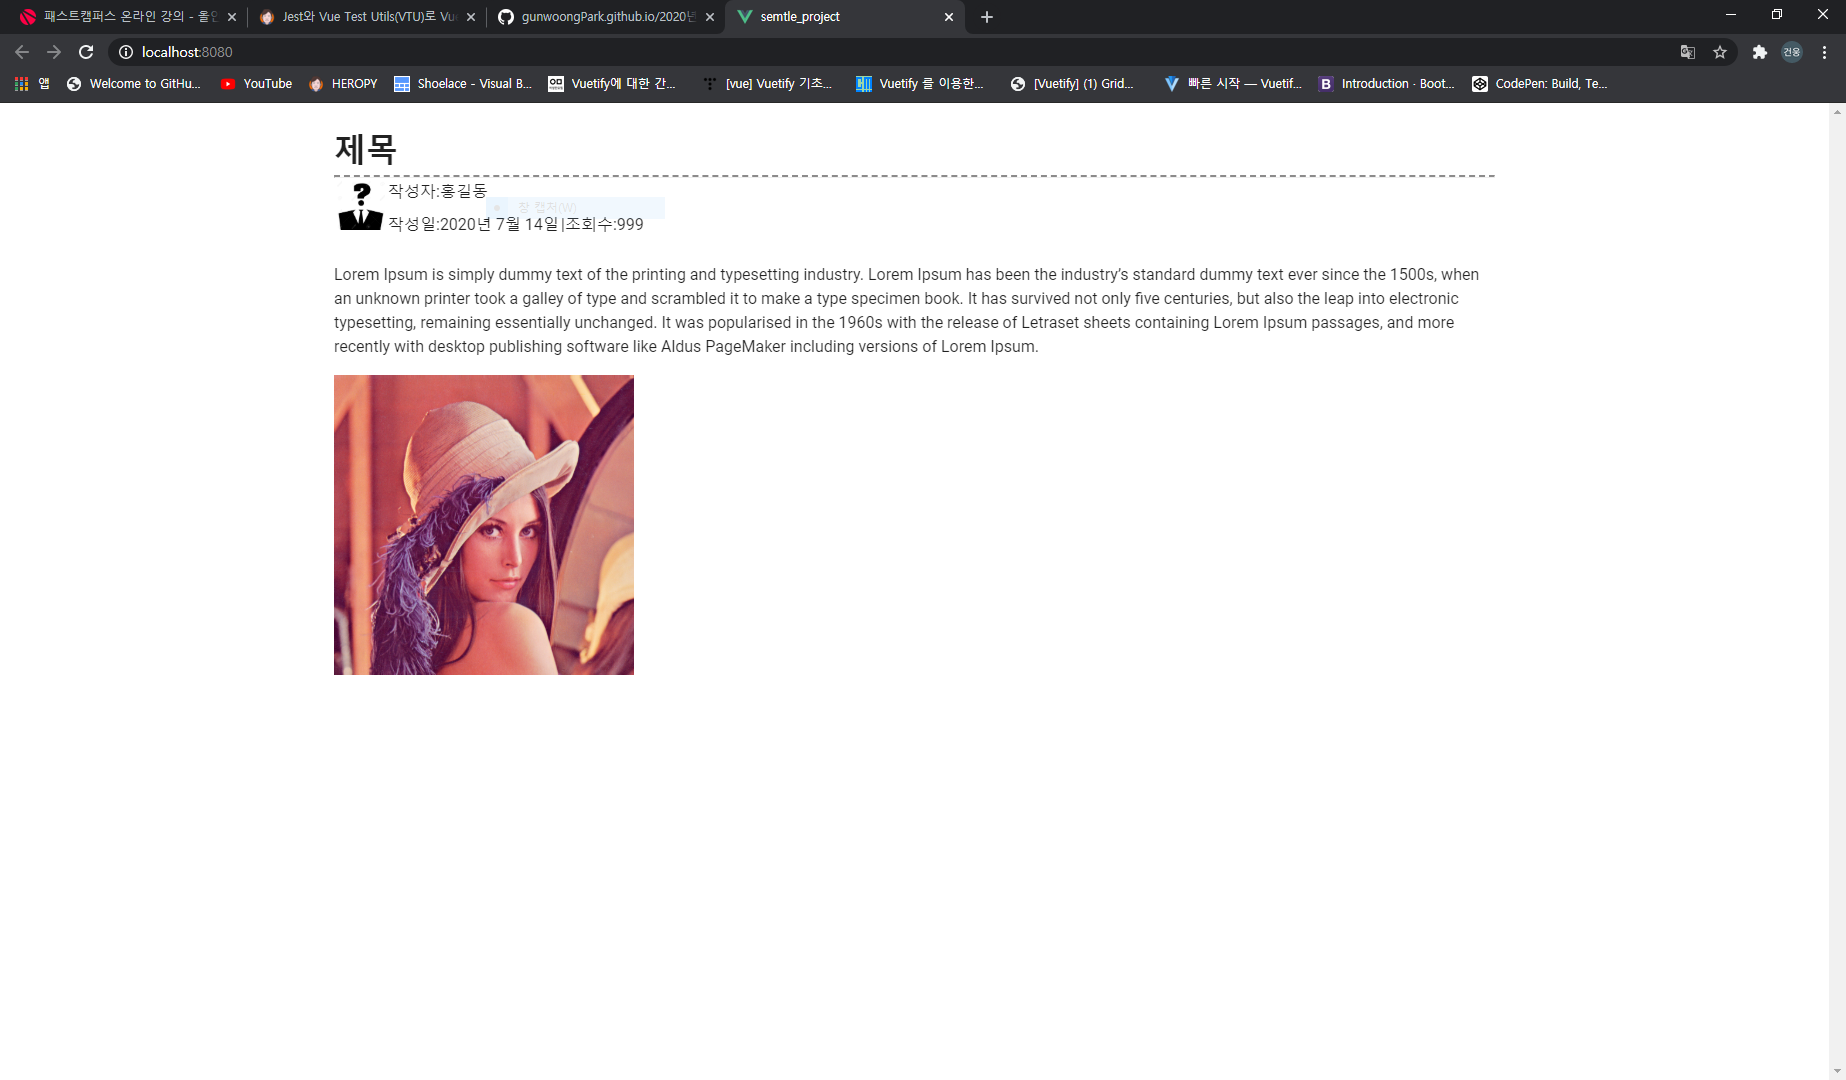 패스트캠퍼스 온라인 강의 - 올인
Jest와 Vue Test Utils(VTU)로 Vue
gunwoongPark.github.io/2020년
semtle_project
localhost:8080
건웅
앱
Welcome to GitHu...
YouTube
HEROPY
Shoelace - Visual B...
Vuetify에 대한 간...
[vue] Vuetify 기초...
Vuetify 를 이용한...
[Vuetify] (1) Grid...
빠른 시작 — Vuetif...
Introduction · Boot...
CodePen: Build, Te...
제목
작성자:홍길동
창 캡처(W)
작성일:2020년 7월 14일|조회수:999
Lorem Ipsum is simply dummy text of the printing and typesetting industry. Lorem Ipsum has been the industry’s standard dummy text ever since the 1500s, when
an unknown printer took a galley of type and scrambled it to make a type specimen book. It has survived not only five centuries, but also the leap into electronic
typesetting, remaining essentially unchanged. It was popularised in the 1960s with the release of Letraset sheets containing Lorem Ipsum passages, and more
recently with desktop publishing software like Aldus PageMaker including versions of Lorem Ipsum.